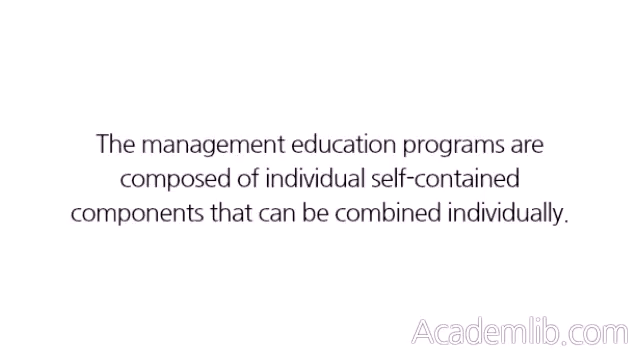 The management education programs are
composed of individual self-contained
components that can be combined individually.
Academlib.com